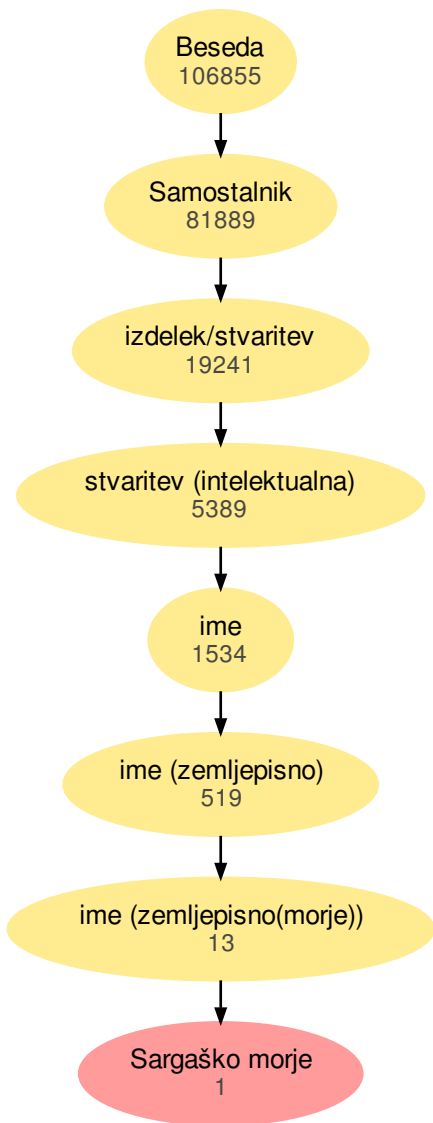 Beseda
106855
Samostalnik
81889
izdelek/stvaritev
19241
stvaritev (intelektualna)
5389
ime
1534
ime (zemljepisno)
519
ime (zemljepisno(morje))
13
Sargaško morje
1